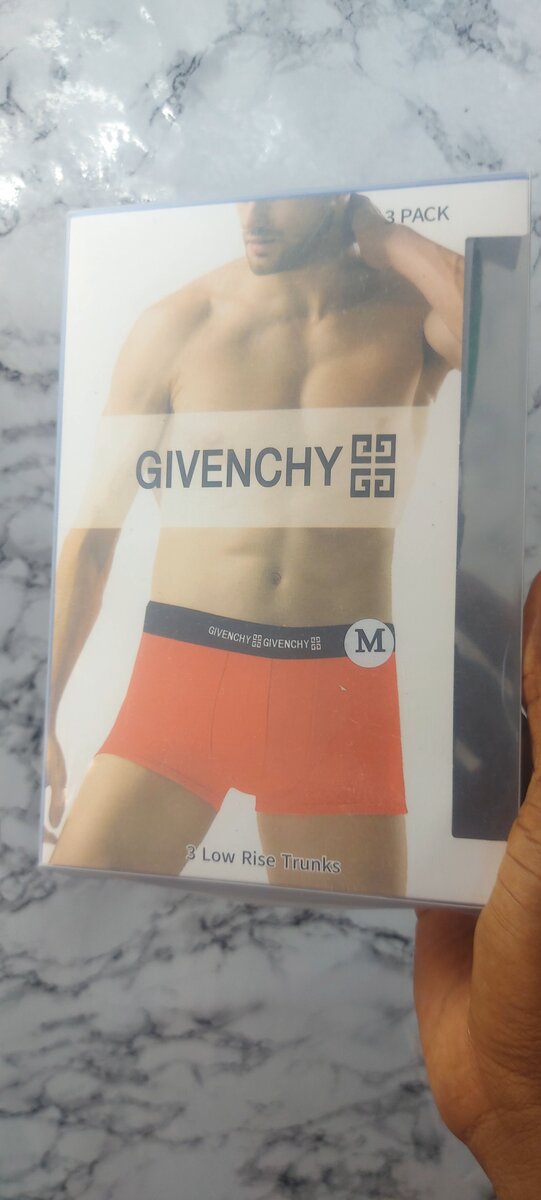 3 PACK
GIVENCHY
GIVENCHY GIVENCHY
M
3 Low Rise Trunks